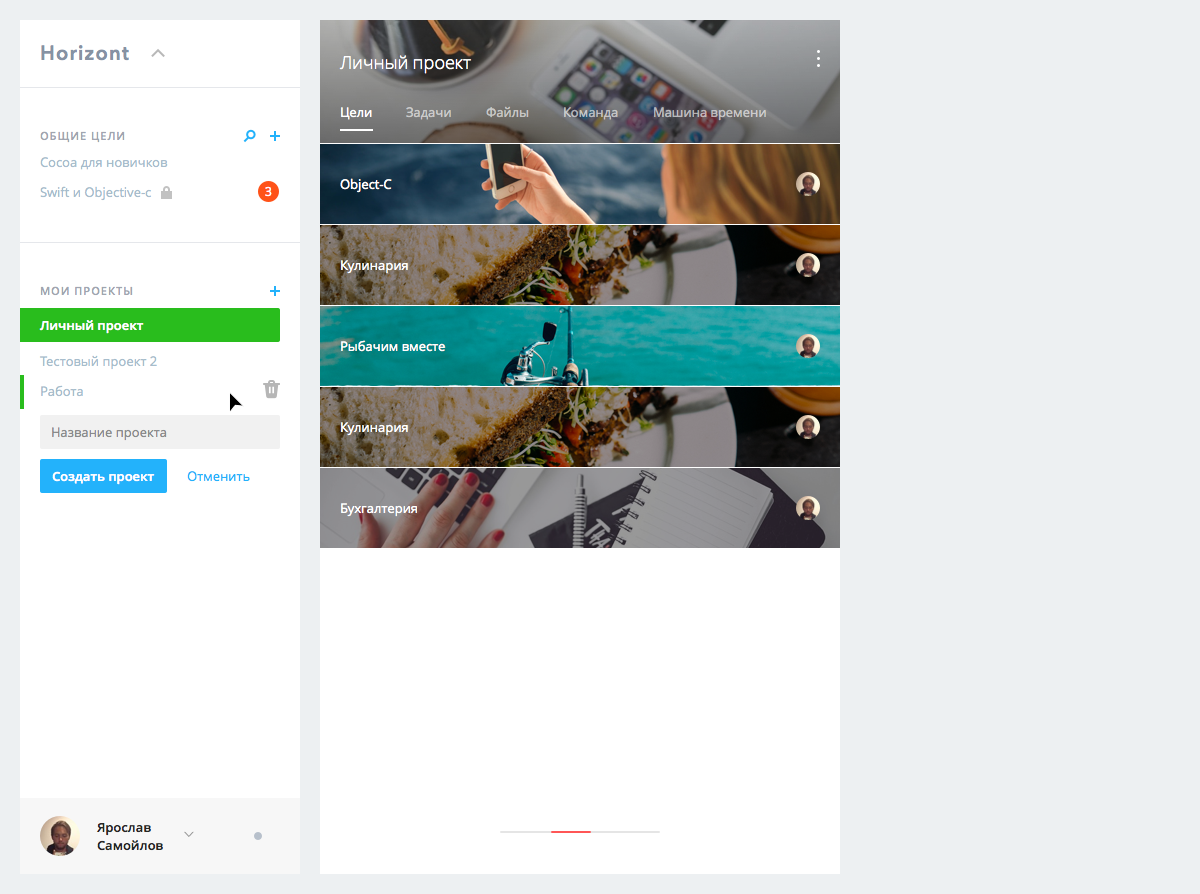 Horizont
ОБЩИЕ ЦЕЛИ
Cocoa для новичков
Swift и Objective-c
3
МОИ ПРОЕКТЫ
Личный проект
Тестовый проект 2
Работа
Название проекта
Создать проект
Отменить
Ярослав
Самойлов
Личный проект
Цели
Задачи
Файлы
Команда
Машина времени
Object-C
Кулинария
Рыбачим вместе
Кулинария
Бухгалтерия